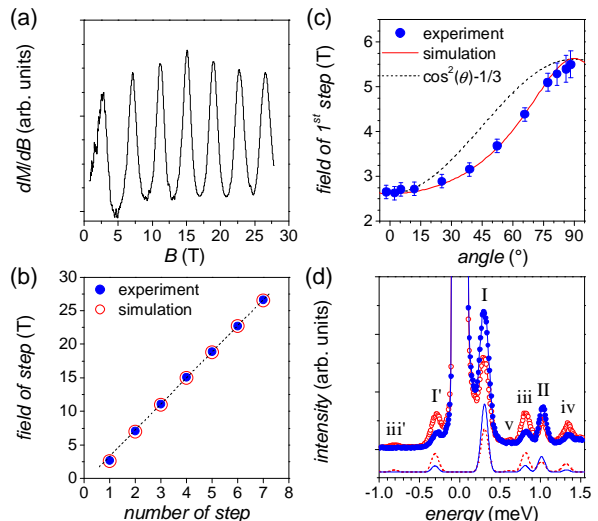 (a)
dM/dB (arb. units)
0 5 10 15 20 25 30
B (T)
(b)
experiment
simulation
30
25
20
15
10
5
0
field of step (T)
0 1 2 3 4 5 6 7 8
number of step
(c)
experiment
simulation
cos²(θ)-1/3
7
6
5
4
3
2
field of 1st step (T)
0 15 30 45 60 75 90
angle (°)
(d)
intensity (arb. units)
iii' I' I v iii II iv
-1.0 -0.5 0.0 0.5 1.0 1.5
energy (meV)